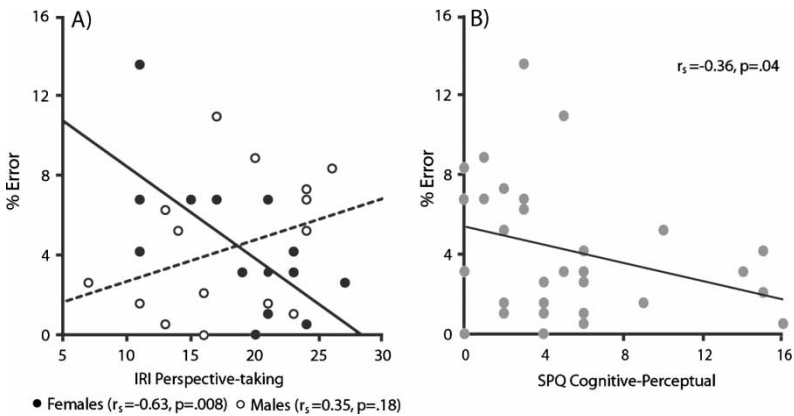 A)
16
12
8
4
0
% Error
5
10
15
20
25
30
IRI Perspective-taking
● Females (rs=-0.63, p=.008) ○ Males (rs=0.35, p=.18)
B)
16
12
8
4
0
% Error
rs=-0.36, p=.04
0
4
8
12
16
SPQ Cognitive-Perceptual